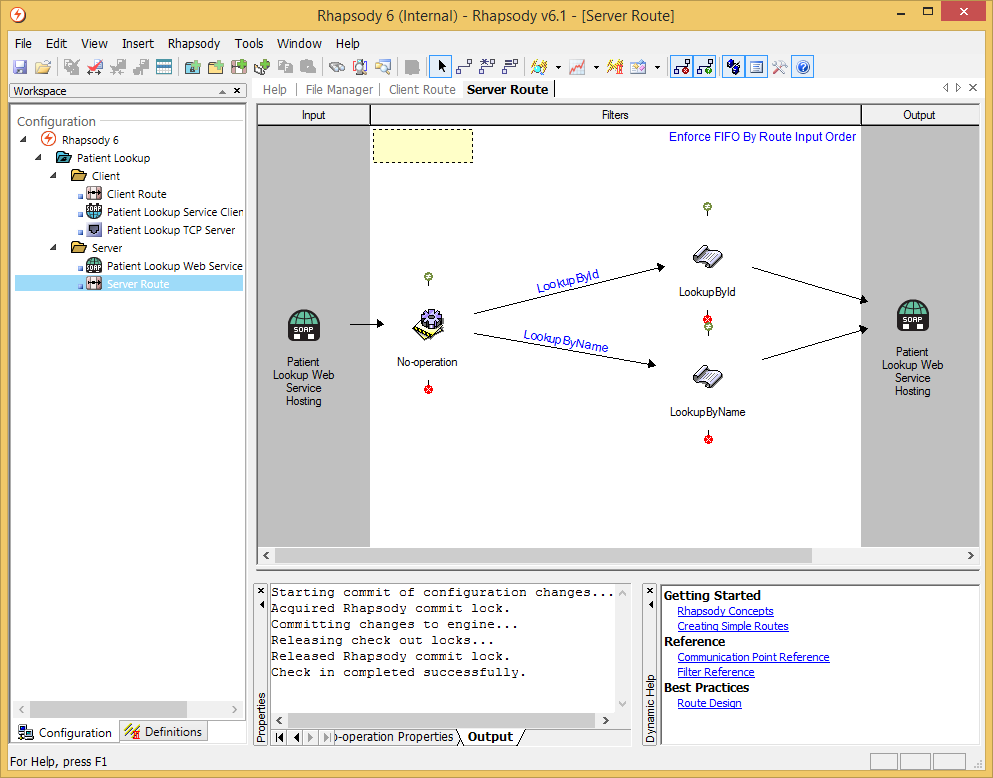 Rhapsody 6 (Internal) - Rhapsody v6.1 - [Server Route]
File Edit View Insert Rhapsody Tools Window Help
Workspace
Help File Manager Client Route Server Route
Configuration
Rhapsody 6
Patient Lookup
Client
Client Route
Patient Lookup Service Clien
Patient Lookup TCP Server
Server
Patient Lookup Web Service
Server Route
Configuration Definitions
Input Filters Output
Enforce FIFO By Route Input Order
LookupById
LookupById
SOAP
SOAP
LookupByName
No-operation
Patient
Lookup Web
Service
Hosting
Patient
Lookup Web
Service
Hosting
LookupByName
Properties
Starting commit of configuration changes...
Acquired Rhapsody commit lock.
Committing changes to engine...
Releasing check out locks...
Released Rhapsody commit lock.
Check in completed successfully.
o-operation Properties Output
Dynamic Help
Getting Started
Rhapsody Concepts
Creating Simple Routes
Reference
Communication Point Reference
Filter Reference
Best Practices
Route Design
For Help, press F1